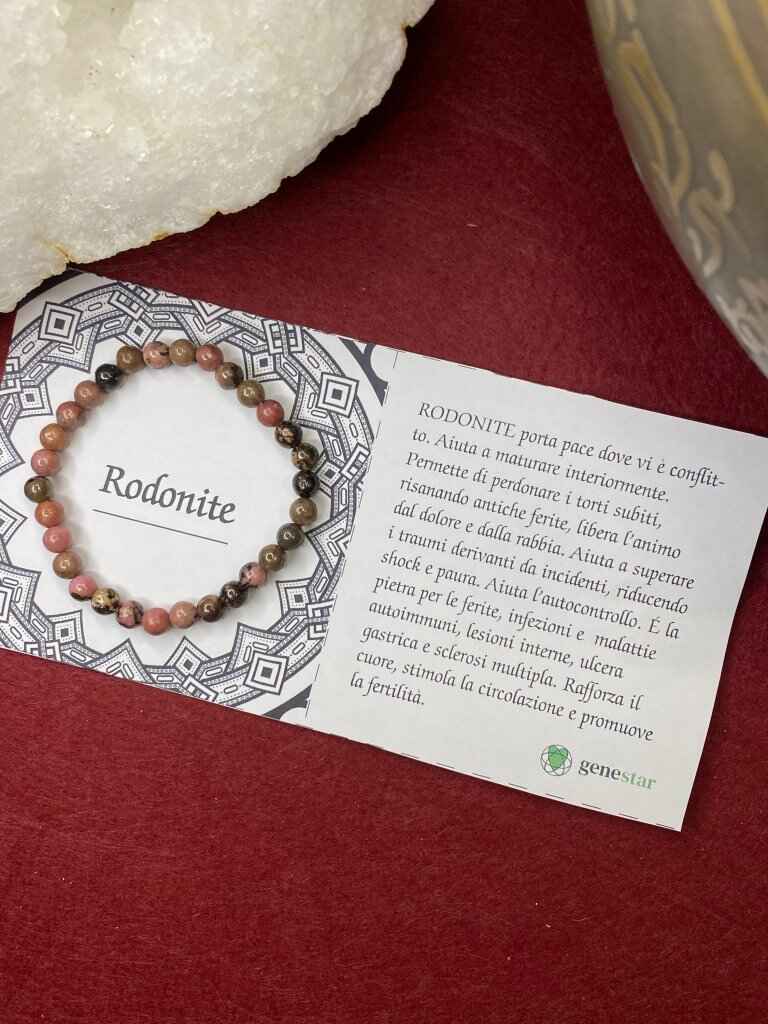 Rodonite
RODONITE porta pace dove vi è conflit-
to. Aiuta a maturare interiormente.
Permette di perdonare i torti subiti,
risanando antiche ferite, libera l'animo
dal dolore e dalla rabbia. Aiuta a superare
i traumi derivanti da incidenti, riducendo
shock e paura. Aiuta l'autocontrollo. É la
pietra per le ferite, infezioni e malattie
autoimmuni, lesioni interne, ulcera
gastrica e sclerosi multipla. Rafforza il
cuore, stimola la circolazione e promuove
la fertilità.
genestar